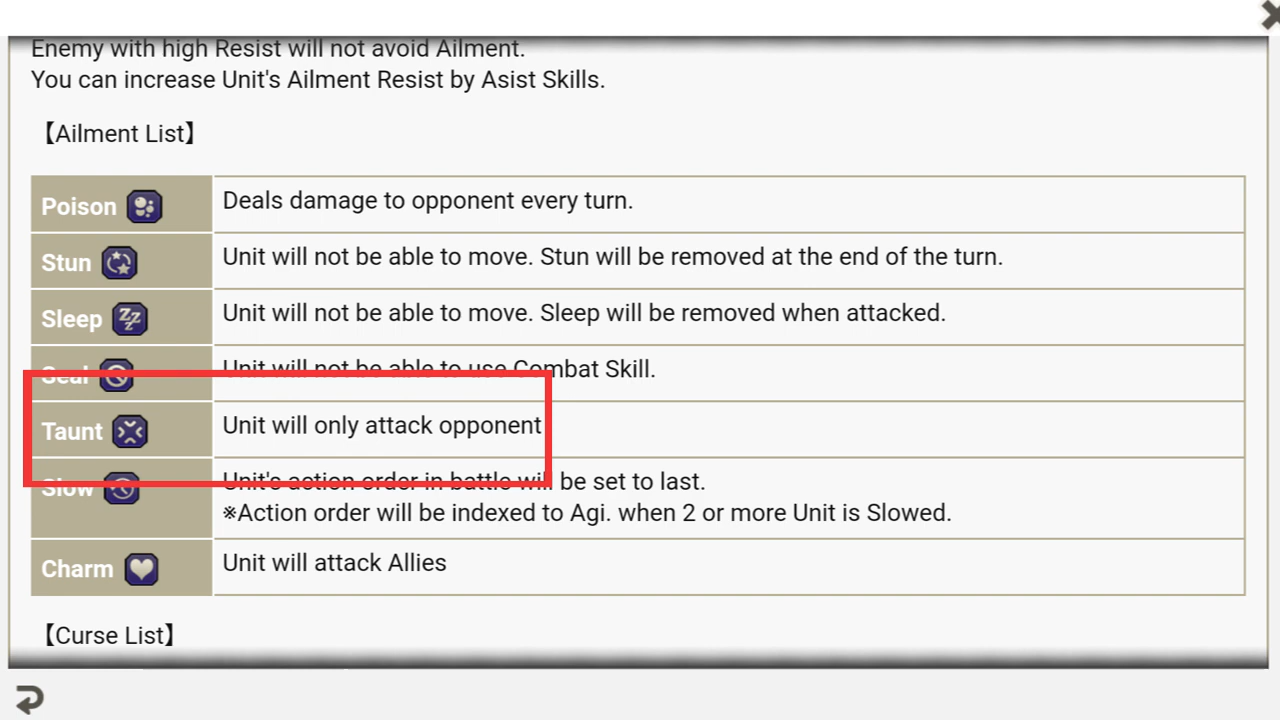 Enemy with high Resist will not avoid Ailment.
You can increase Unit's Ailment Resist by Asist Skills.
【Ailment List】
Poison Deals damage to opponent every turn.
Stun Unit will not be able to move. Stun will be removed at the end of the turn.
Sleep Unit will not be able to move. Sleep will be removed when attacked.
Seal Unit will not be able to use Combat Skill.
Taunt Unit will only attack opponent
Slow Unit's action order in battle will be set to last.
※Action order will be indexed to Agi. when 2 or more Unit is Slowed.
Charm Unit will attack Allies
【Curse List】